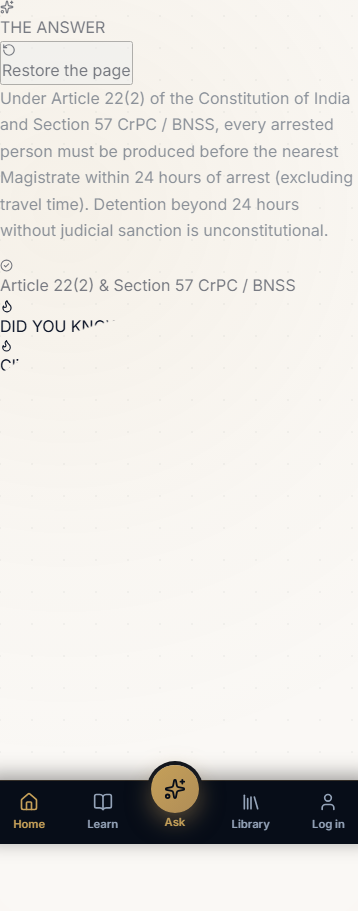 THE ANSWER
Restore the page
Under Article 22(2) of the Constitution of India
and Section 57 CrPC / BNSS, every arrested
person must be produced before the nearest
Magistrate within 24 hours of arrest (excluding
travel time). Detention beyond 24 hours
without judicial sanction is unconstitutional.
Article 22(2) & Section 57 CrPC / BNSS
DID YOU
Home
Learn
Ask
Library
Log in